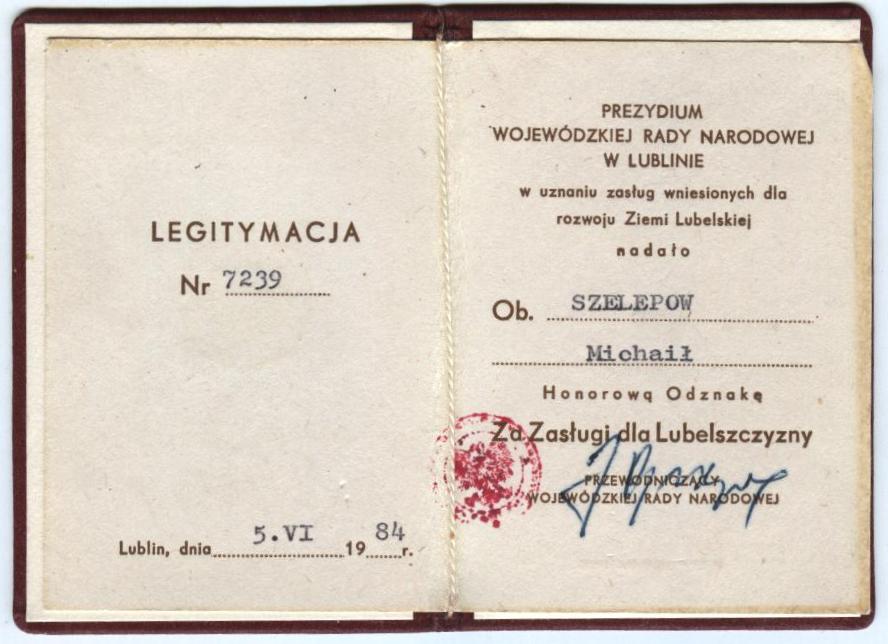 LEGITYMACJA
Nr 7239
Lublin, dnia 5.VI 1984 r.
PREZYDIUM
WOJEWÓDZKIEJ RADY NARODOWEJ
W LUBLINIE
w uznaniu zasług wniesionych dla
rozwoju Ziemi Lubelskiej
nadało
Ob. SZELEPOW
Michaił
Honorową Odznakę
Za Zasługi dla Lubelszczyzny
PRZEWODNICZĄCY
WOJEWÓDZKIEJ RADY NARODOWEJ